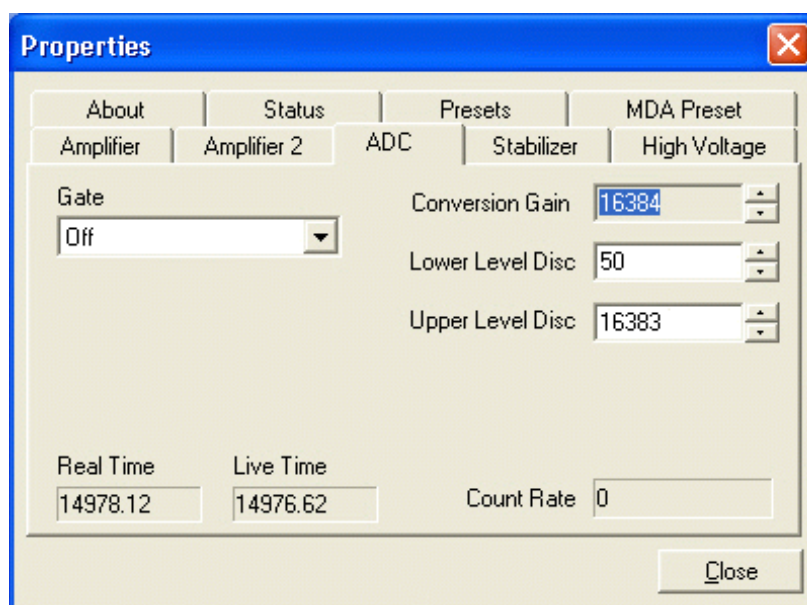 Properties
About Status Presets MDA Preset
Amplifier Amplifier 2 ADC Stabilizer High Voltage
Gate
Off
Conversion Gain 16384
Lower Level Disc 50
Upper Level Disc 16383
Real Time Live Time
14978.12 14976.62
Count Rate 0
Close